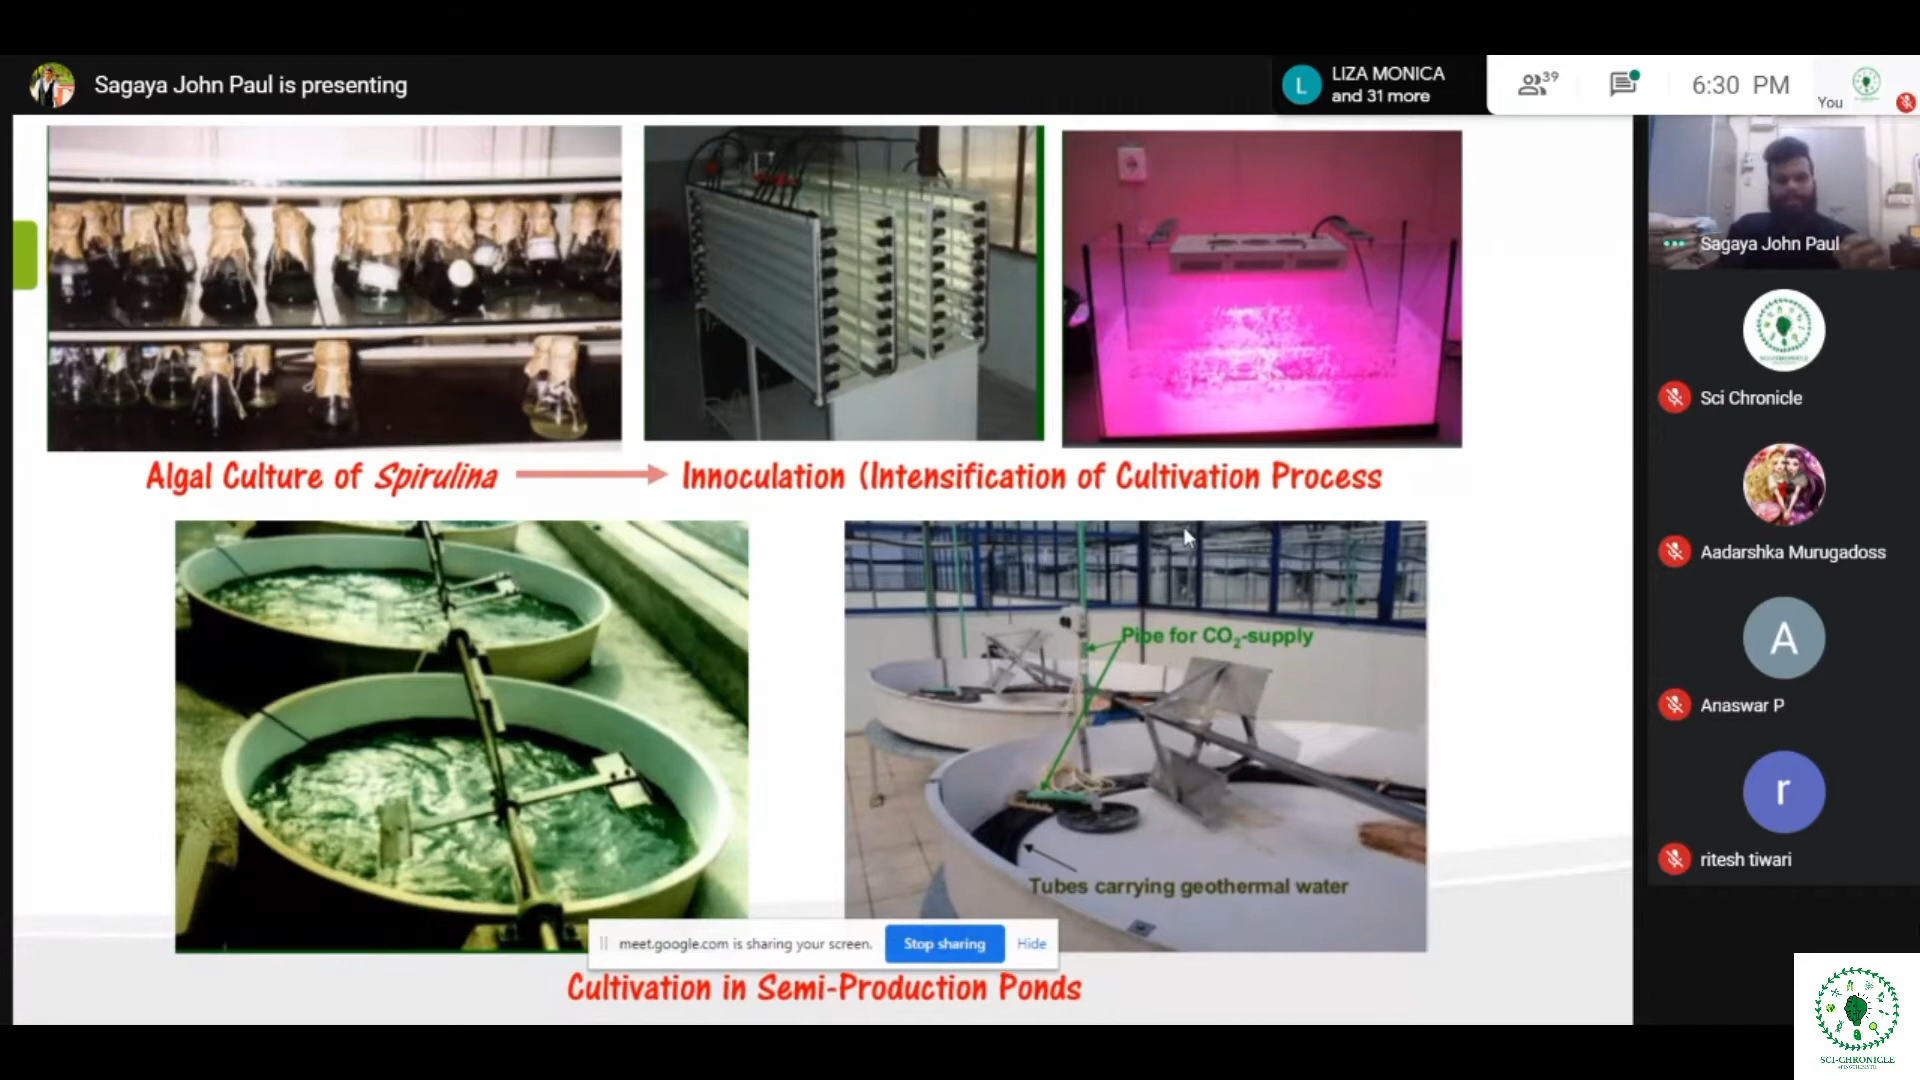 Sagaya John Paul is presenting
L
LIZA MONICA
and 31 more
39
6:30 PM
You
Sagaya John Paul
SCI-CHRONICLE
Sci Chronicle
Aadarshka Murugadoss
A
Anaswar P
r
ritesh tiwari
Algal Culture of Spirulina
Innoculation (Intensification of Cultivation Process
Pipe for CO₂-supply
Tubes carrying geothermal water
meet.google.com is sharing your screen.
Stop sharing
Hide
Cultivation in Semi-Production Ponds
SCI-CHRONICLE